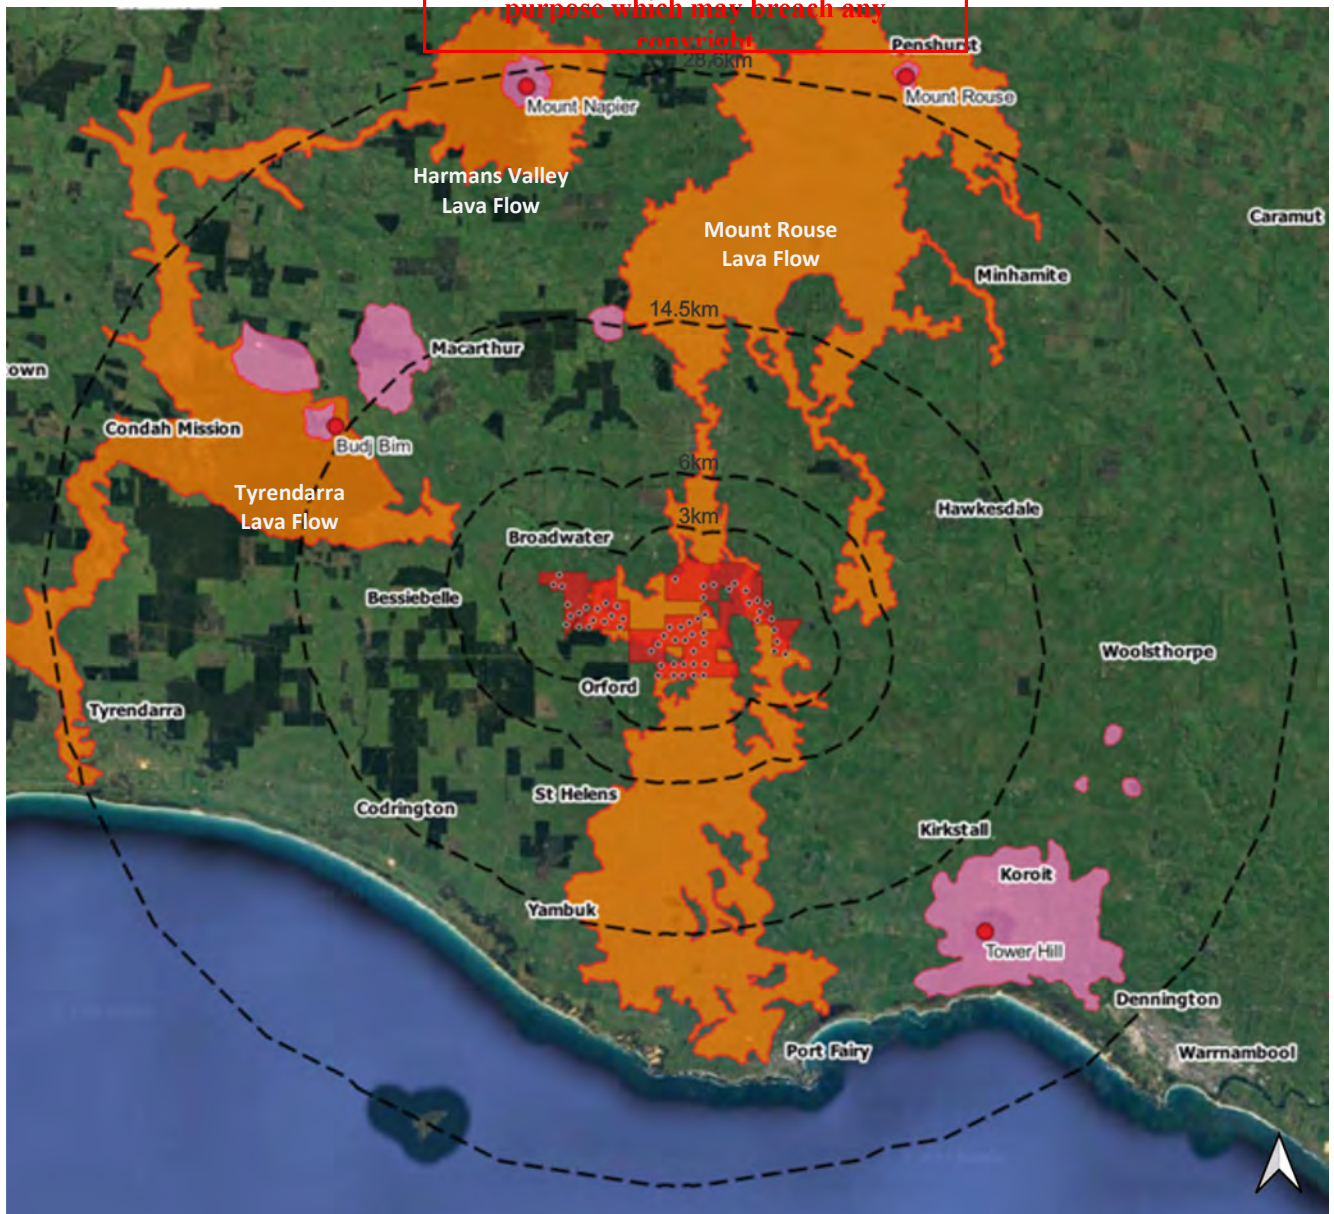 purpose which may breach any
copyright
Penshurst
28.6km
Mount Napier
Mount Rouse
Harmans Valley
Lava Flow
Caramut
Mount Rouse
Lava Flow
Minhamite
14.5km
Macarthur
own
Condah Mission
Budj Bim
6km
Tyrendarra
Lava Flow
Hawkesdale
3km
Broadwater
Bessiebelle
Woolsthorpe
Orford
Tyrendarra
St Helens
Codrington
Kirkstall
Koroit
Yambuk
Tower Hill
Dennington
Port Fairy
Warrnambool